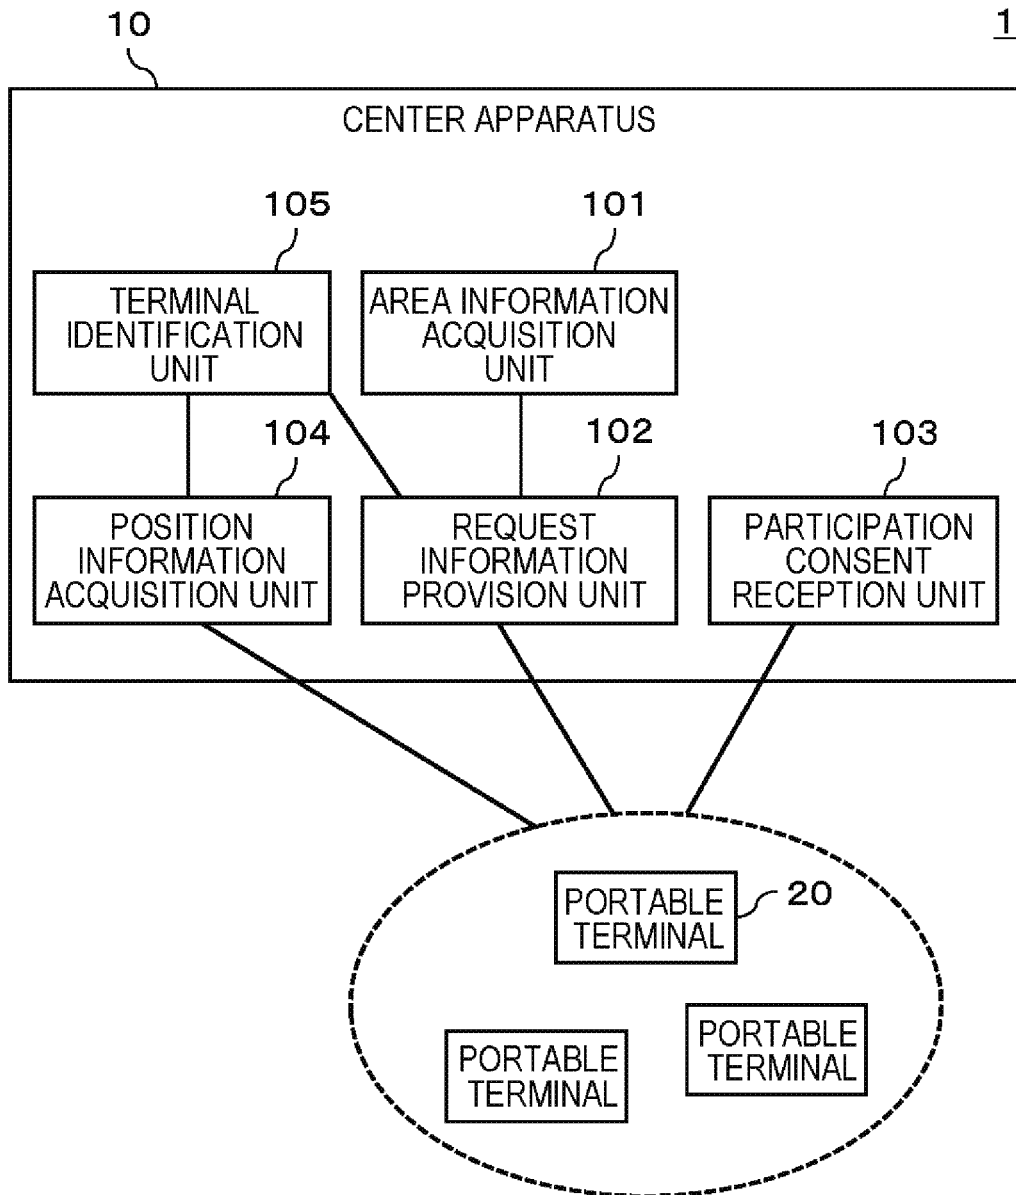 10
1
CENTER APPARATUS
105
101
TERMINAL
IDENTIFICATION
UNIT
AREA INFORMATION
ACQUISITION
UNIT
104
102
103
POSITION
INFORMATION
ACQUISITION UNIT
REQUEST
INFORMATION
PROVISION UNIT
PARTICIPATION
CONSENT
RECEPTION UNIT
PORTABLE
TERMINAL
20
PORTABLE
TERMINAL
PORTABLE
TERMINAL